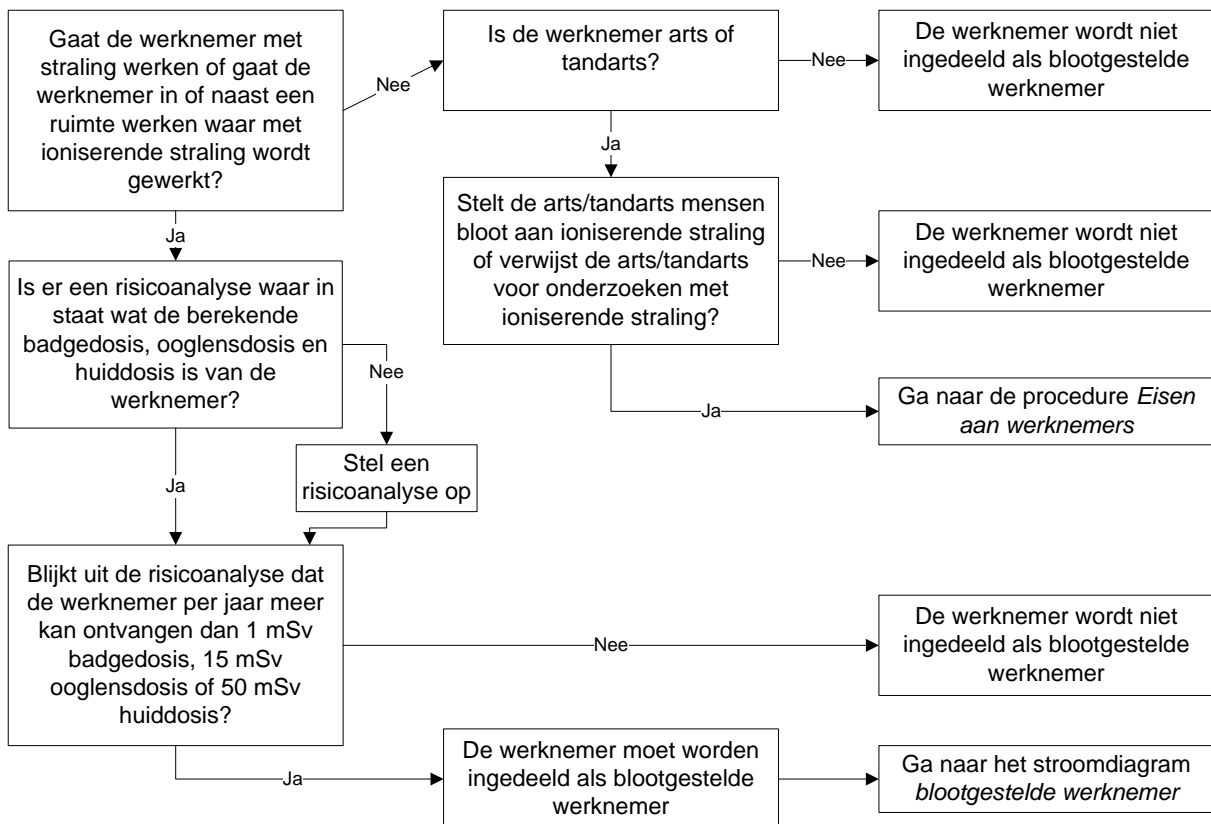 Gaat de werknemer met
straling werken of gaat de
werknemer in of naast een
ruimte werken waar met
ioniserende straling wordt
gewerkt?
Nee
Is de werknemer arts of
tandarts?
Nee
De werknemer wordt niet
ingedeeld als blootgestelde
werknemer
Ja
Ja
Stelt de arts/tandarts mensen
bloot aan ioniserende straling
of verwijst de arts/tandarts
voor onderzoeken met
ioniserende straling?
Nee
De werknemer wordt niet
ingedeeld als blootgestelde
werknemer
Ja
Ga naar de procedure Eisen
aan werknemers
Is er een risicoanalyse waar in
staat wat de berekende
badgedosis, ooglensdosis en
huiddosis is van de
werknemer?
Nee
Stel een
risicoanalyse op
Ja
Blijkt uit de risicoanalyse dat
de werknemer per jaar meer
kan ontvangen dan 1 mSv
badgedosis, 15 mSv
ooglensdosis of 50 mSv
huiddosis?
Nee
De werknemer wordt niet
ingedeeld als blootgestelde
werknemer
Ja
De werknemer moet worden
ingedeeld als blootgestelde
werknemer
Ga naar het stroomdiagram
blootgestelde werknemer